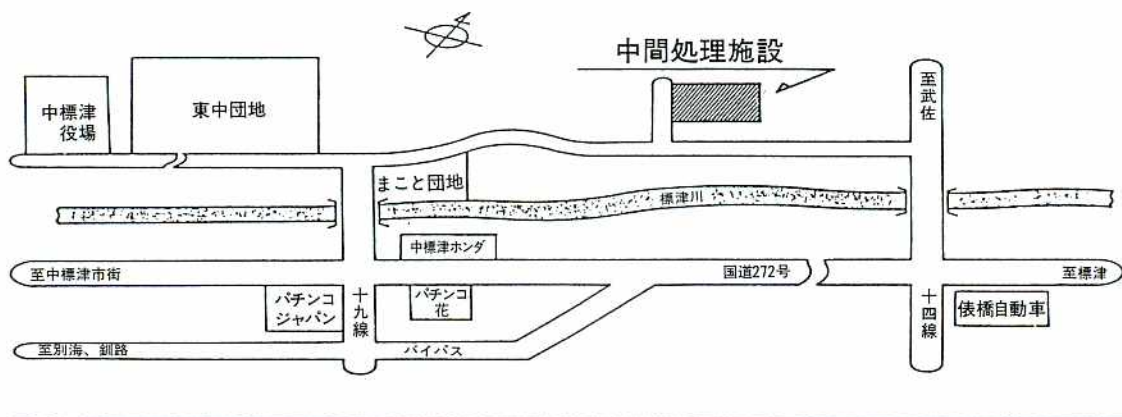 中間処理施設
至武佐
中標津
役場
東中団地
まこと団地
標津川
中標津ホンダ
至中標津市街
国道272号
至標津
パチンコ
ジャパン
十九線
パチンコ
花
十四線
俵橋自動車
至別海、釧路
バイパス